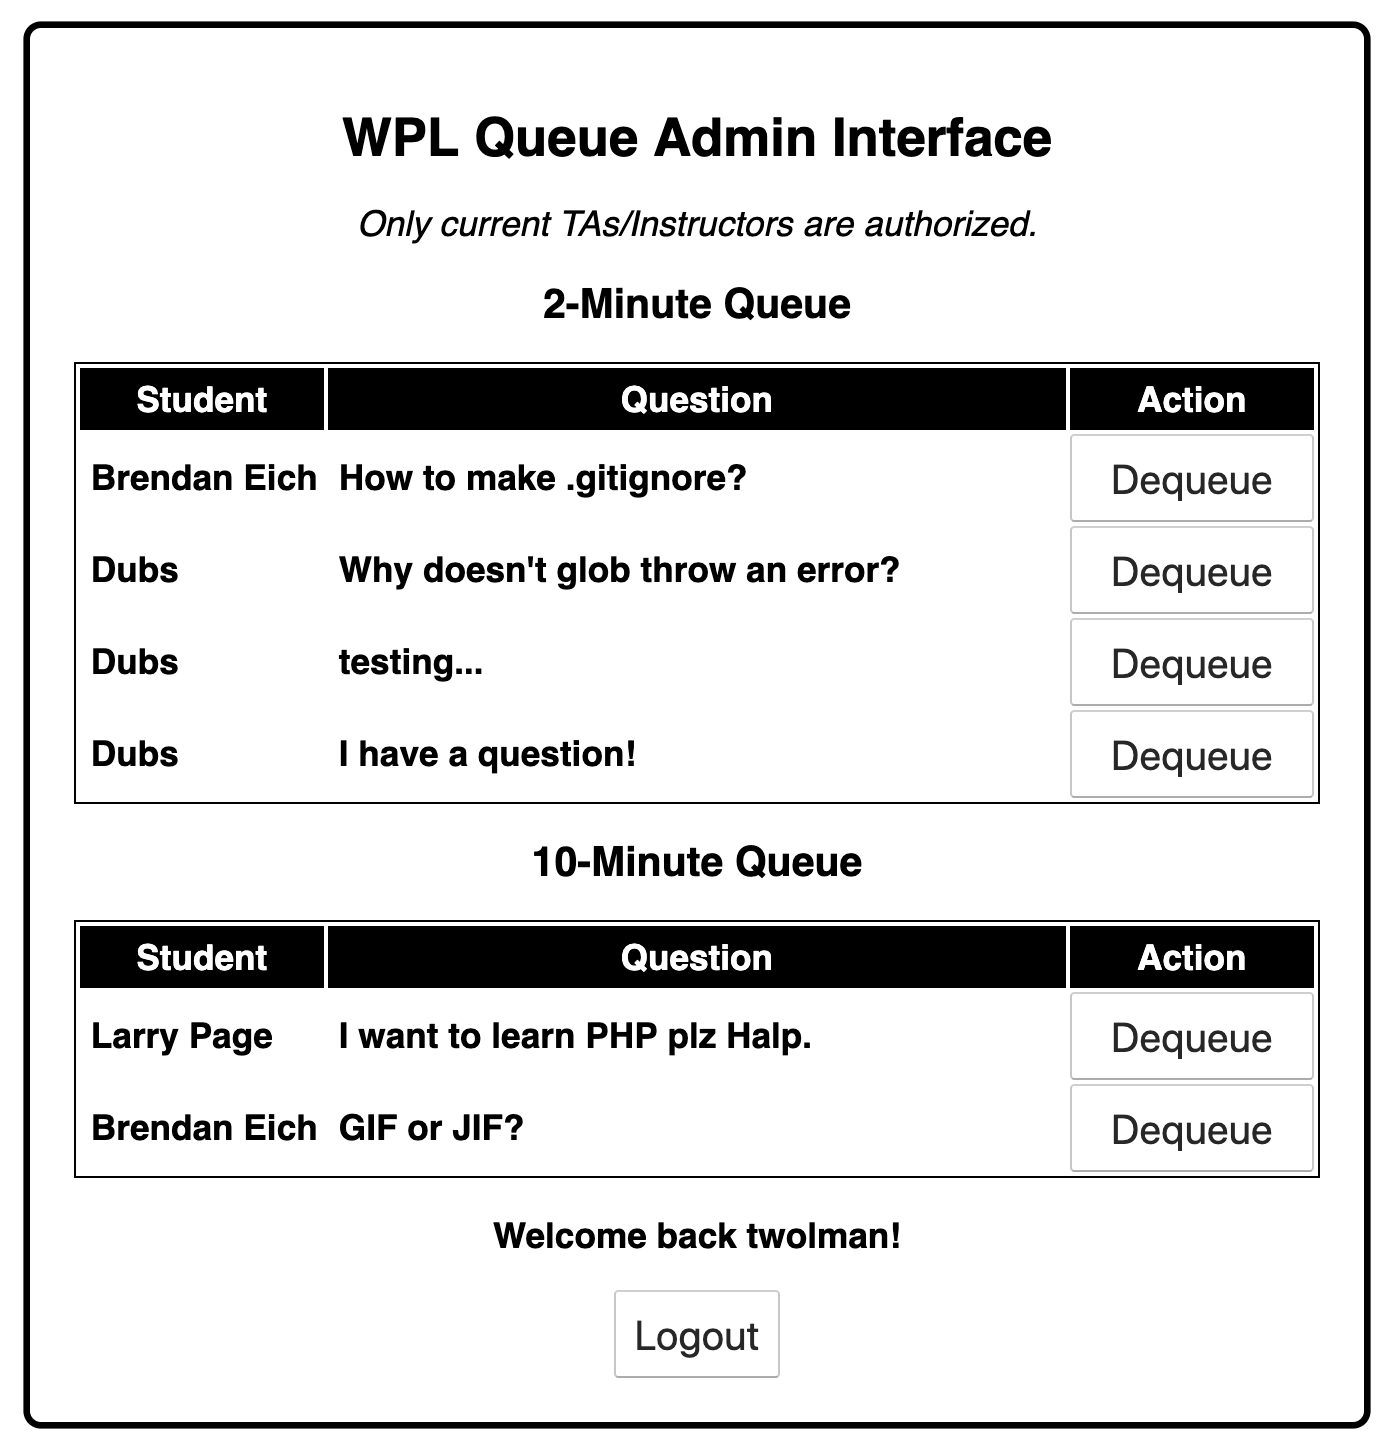 WPL Queue Admin Interface
Only current TAs/Instructors are authorized.
2-Minute Queue
Student Question Action
Brendan Eich How to make .gitignore? Dequeue
Dubs Why doesn't glob throw an error? Dequeue
Dubs testing... Dequeue
Dubs I have a question! Dequeue
10-Minute Queue
Student Question Action
Larry Page I want to learn PHP plz Halp. Dequeue
Brendan Eich GIF or JIF? Dequeue
Welcome back twolman!
Logout